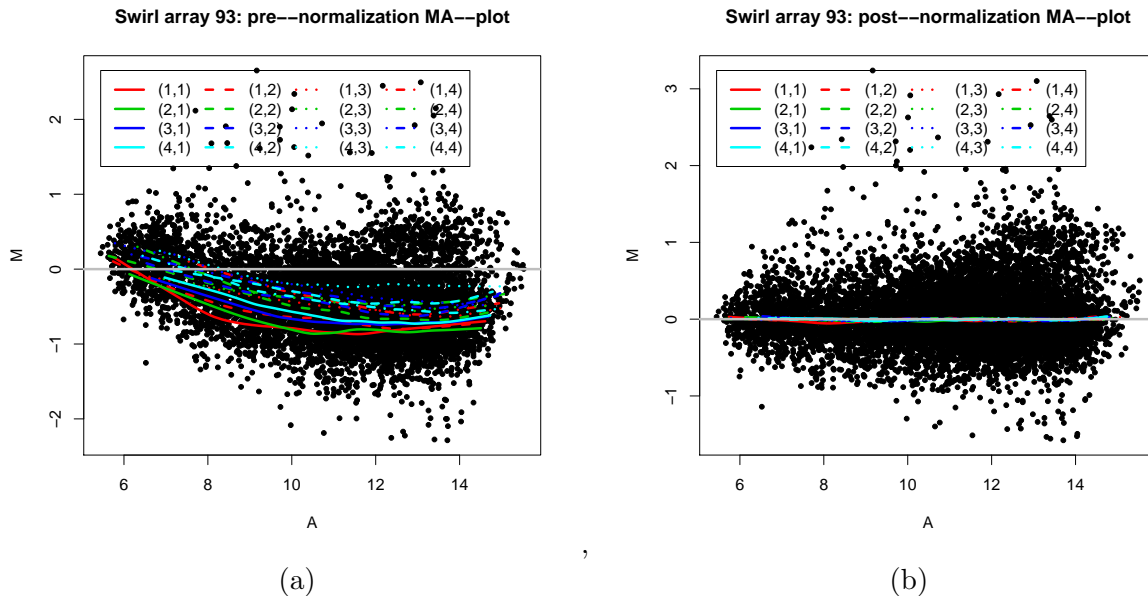 Swirl array 93: pre−−normalization MA−−plot
(1,1) (1,2) (1,3) (1,4)
(2,1) (2,2) (2,3) (2,4)
(3,1) (3,2) (3,3) (3,4)
(4,1) (4,2) (4,3) (4,4)
M
2
1
0
−1
−2
6 8 10 12 14
A
Swirl array 93: post−−normalization MA−−plot
(1,1) (1,2) (1,3) (1,4)
(2,1) (2,2) (2,3) (2,4)
(3,1) (3,2) (3,3) (3,4)
(4,1) (4,2) (4,3) (4,4)
M
3
2
1
0
−1
6 8 10 12 14
A
,
(a) (b)